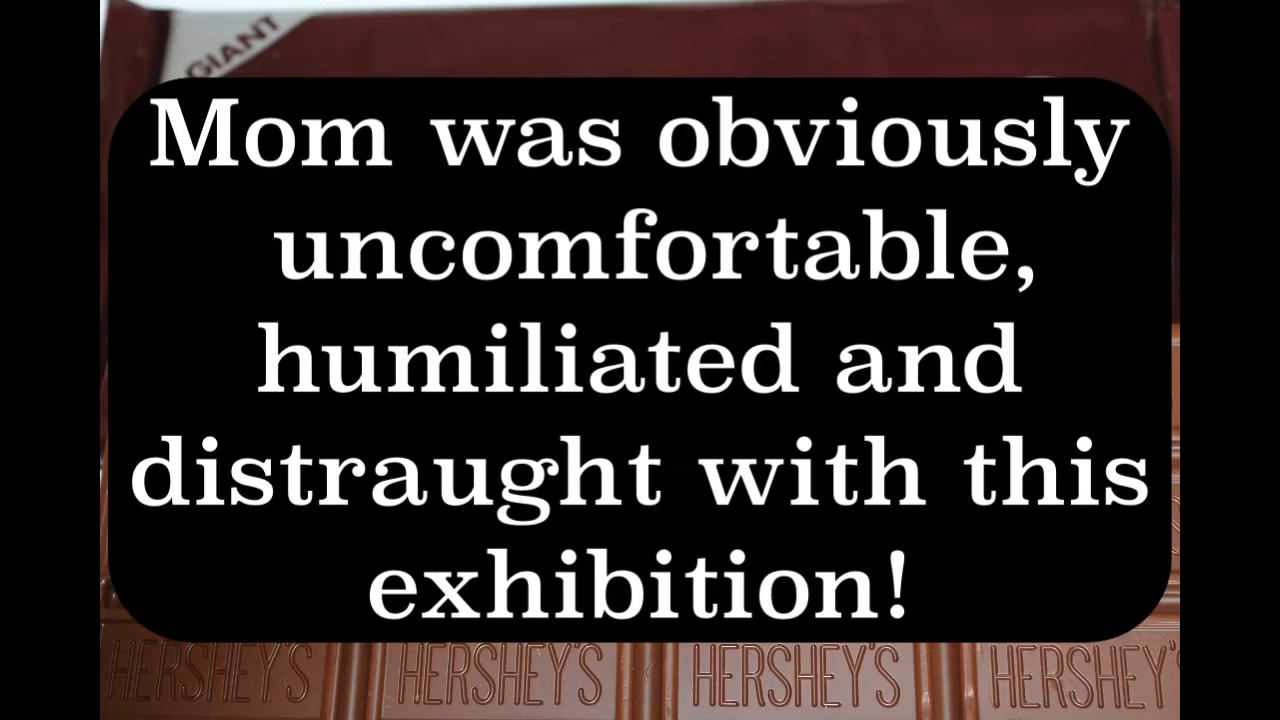 GIANT
Mom was obviously
uncomfortable,
humiliated and
distraught with this
exhibition!
HERSHEY'S HERSHEY'S HERSHEY'S HERSHEY'S